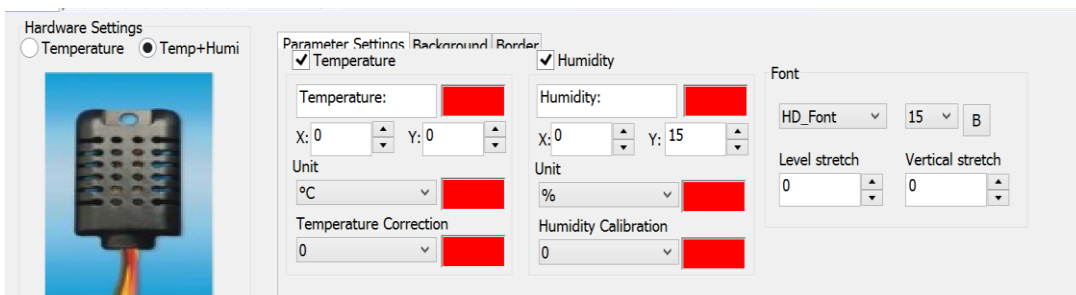 Hardware Settings
Temperature Temp+Humi
Parameter Settings Background Border
Temperature
Temperature:
X: 0 Y: 0
Unit
°C
Temperature Correction
0
Humidity
Humidity:
X: 0 Y: 15
Unit
%
Humidity Calibration
0
Font
HD_Font 15 B
Level stretch Vertical stretch
0 0